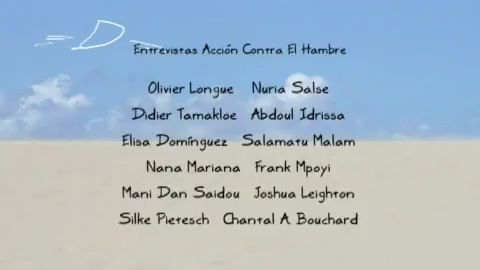 Entrevistas Acción Contra El Hambre
Olivier Longue Nuria Salse
Didier Tamakloe Abdoul Idrissa
Elisa Domínguez Salamatu Malam
Nana Mariana Frank Mpoyi
Mani Dan Saidou Joshua Leighton
Silke Pietesch Chantal A. Bouchard